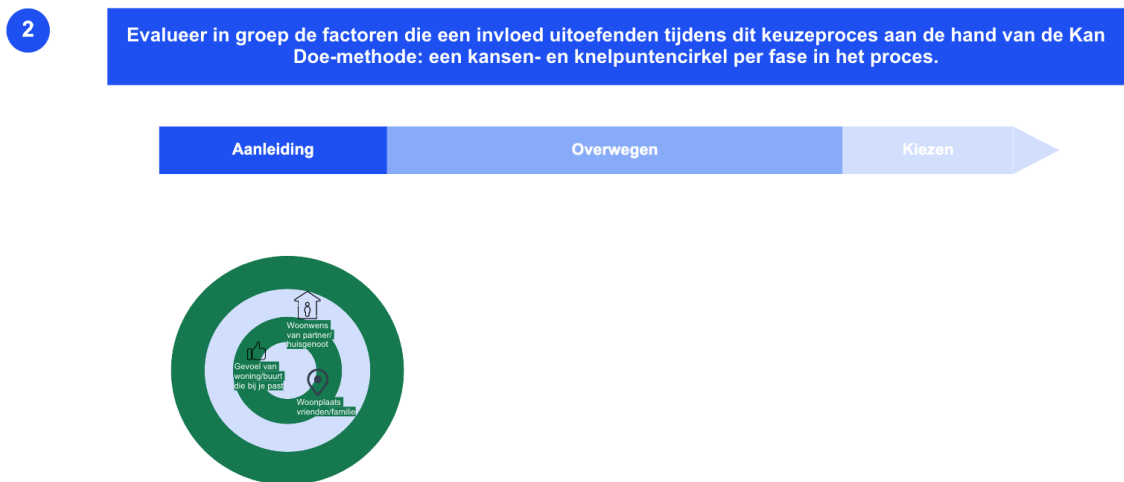 2
Evalueer in groep de factoren die een invloed uitoefenden tijdens dit keuzeproces aan de hand van de Kan
Doe-methode: een kansen- en knelpuntencirkel per fase in het proces.
Aanleiding
Overwegen
Kiezen
Woonwens
van partner/
huisgenoot
Gevoel van
woning/buurt
die bij je past
Woonplaats
vrienden/familie